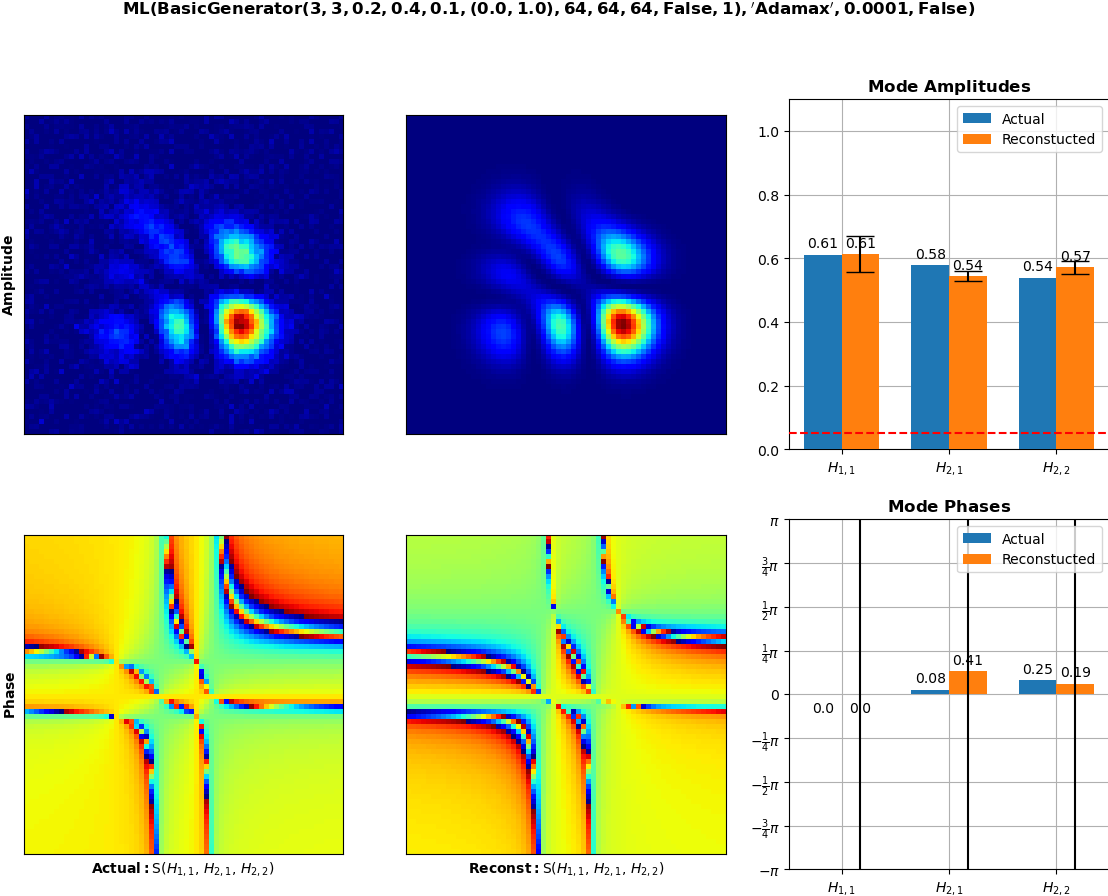 ML(BasicGenerator(3, 3, 0.2, 0.4, 0.1, (0.0, 1.0), 64, 64, 64, False, 1), 'Adamax', 0.0001, False)
Amplitude
Mode Amplitudes
Actual
Reconstucted
1.0
0.8
0.6
0.4
0.2
0.0
0.61
0.61
0.58
0.54
0.54
0.57
H1,1
H2,1
H2,2
Phase
Actual: S(H1,1, H2,1, H2,2)
Reconst: S(H1,1, H2,1, H2,2)
Mode Phases
Actual
Reconstucted
π
3/4π
1/2π
1/4π
0
−1/4π
−1/2π
−3/4π
−π
0.0
0.0
0.08
0.41
0.25
0.19
H1,1
H2,1
H2,2